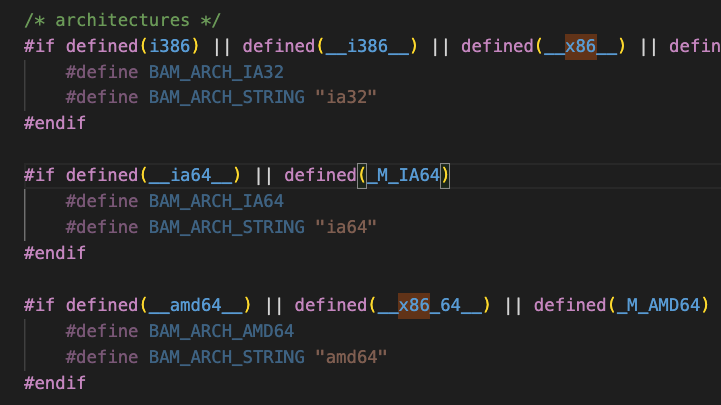 /* architectures */
#if defined(i386) || defined(__i386__) || defined(__x86__) || defin
#define BAM_ARCH_IA32
#define BAM_ARCH_STRING "ia32"
#endif
#if defined(__ia64__) || defined(_M_IA64)
#define BAM_ARCH_IA64
#define BAM_ARCH_STRING "ia64"
#endif
#if defined(__amd64__) || defined(__x86_64__) || defined(_M_AMD64)
#define BAM_ARCH_AMD64
#define BAM_ARCH_STRING "amd64"
#endif